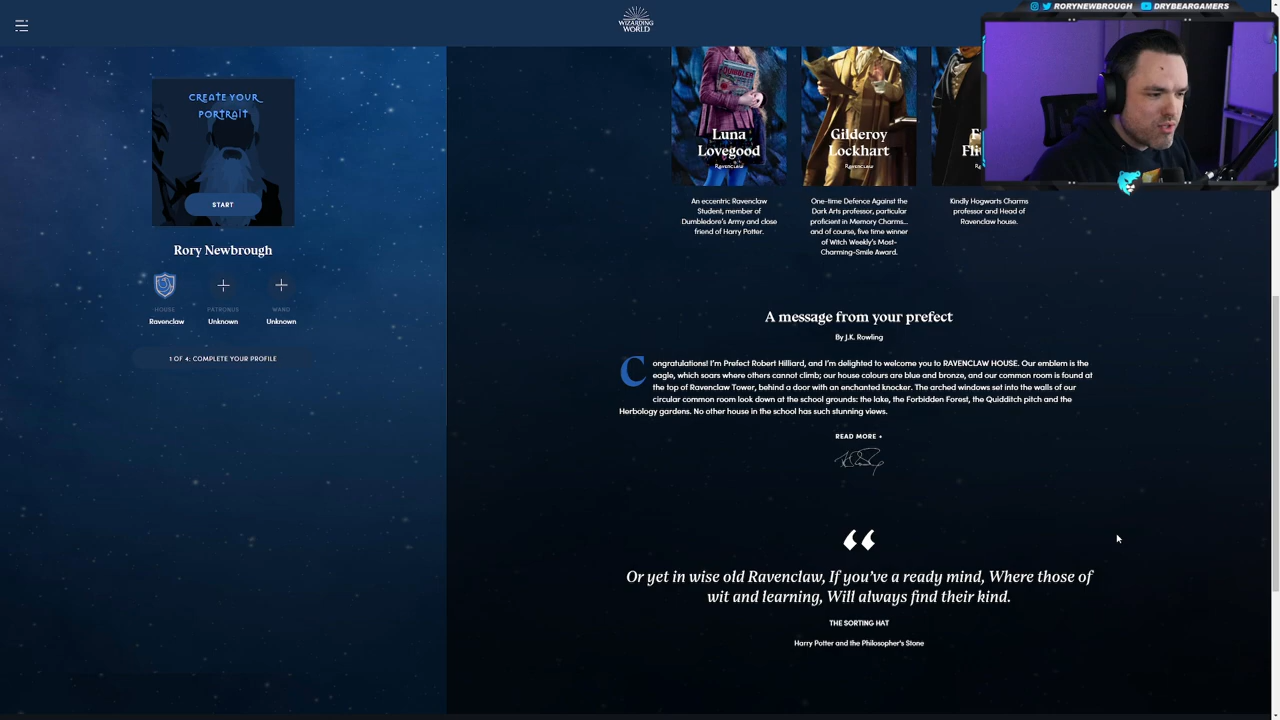 RORYNEWBROUGH
DRYBEARGAMERS
WIZARDING
WORLD
CREATE YOUR
PORTRAIT
START
Rory Newbrough
HOUSE
PATRONUS
WAND
Ravenclaw
Unknown
Unknown
1 OF 4: COMPLETE YOUR PROFILE
QUIBBLER
Luna
Lovegood
RAVENCLAW
An eccentric Ravenclaw
Student, member of
Dumbledore's Army and close
friend of Harry Potter.
Gilderoy
Lockhart
RAVENCLAW
One-time Defence Against the
Dark Arts professor, particular
proficient in Memory Charms...
and of course, five time winner
of Witch Weekly's Most-
Charming-Smile Award.
Kindly Hogwarts Charms
professor and Head of
Ravenclaw house.
A message from your prefect
By J.K. Rowling
Congratulations! I'm Prefect Robert Hilliard, and I'm delighted to welcome you to RAVENCLAW HOUSE. Our emblem is the
eagle, which soars where others cannot climb; our house colours are blue and bronze, and our common room is found at
the top of Ravenclaw Tower, behind a door with an enchanted knocker. The arched windows set into the walls of our
circular common room look down at the school grounds: the lake, the Forbidden Forest, the Quidditch pitch and the
Herbology gardens. No other house in the school has such stunning views.
READ MORE +
“
Or yet in wise old Ravenclaw, If you've a ready mind, Where those of
wit and learning, Will always find their kind.
THE SORTING HAT
Harry Potter and the Philosopher's Stone